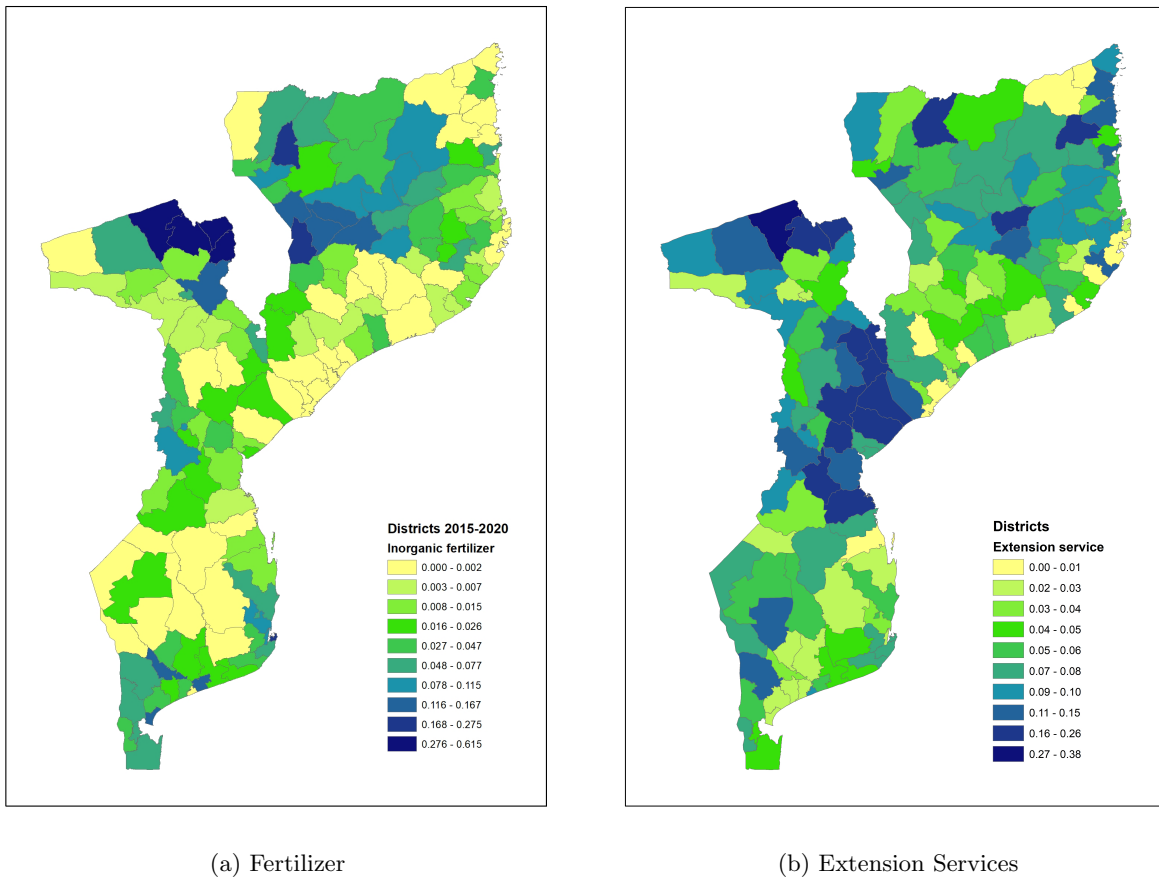 Districts 2015-2020
Inorganic fertilizer
0.000 - 0.002
0.003 - 0.007
0.008 - 0.015
0.016 - 0.026
0.027 - 0.047
0.048 - 0.077
0.078 - 0.115
0.116 - 0.167
0.168 - 0.275
0.276 - 0.615
Districts
Extension service
0.00 - 0.01
0.02 - 0.03
0.03 - 0.04
0.04 - 0.05
0.05 - 0.06
0.07 - 0.08
0.09 - 0.10
0.11 - 0.15
0.16 - 0.26
0.27 - 0.38
(a) Fertilizer
(b) Extension Services